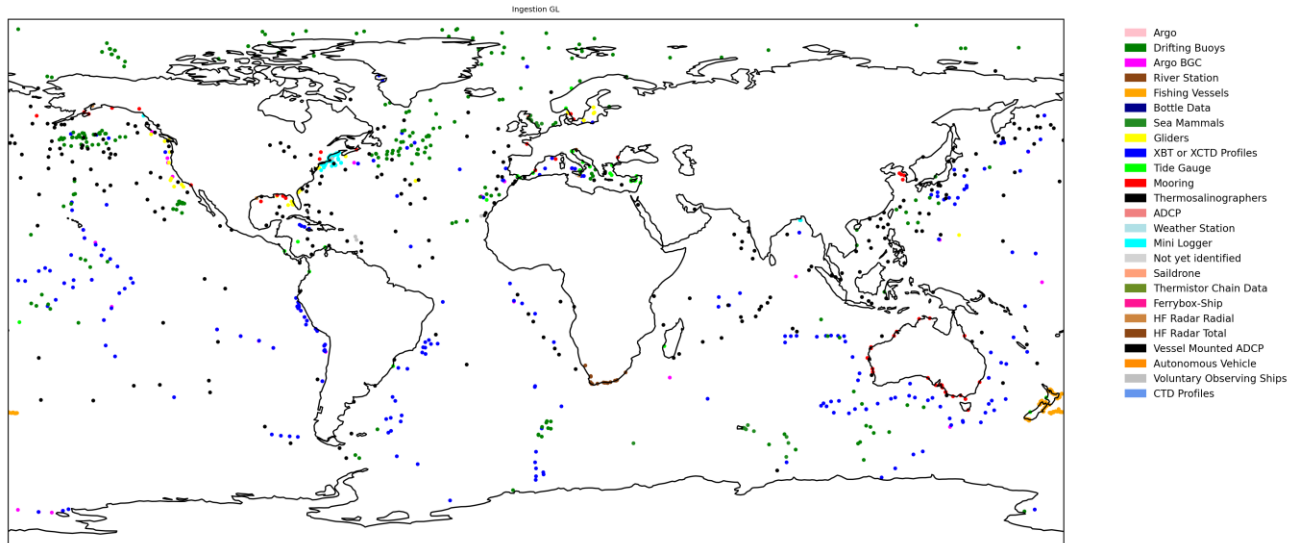 Ingestion GL
Argo
Drifting Buoys
Argo BGC
River Station
Fishing Vessels
Bottle Data
Sea Mammals
Gliders
XBT or XCTD Profiles
Tide Gauge
Mooring
Thermosalinographers
ADCP
Weather Station
Mini Logger
Not yet identified
Saildrone
Thermistor Chain Data
Ferrybox-Ship
HF Radar Radial
HF Radar Total
Vessel Mounted ADCP
Autonomous Vehicle
Voluntary Observing Ships
CTD Profiles